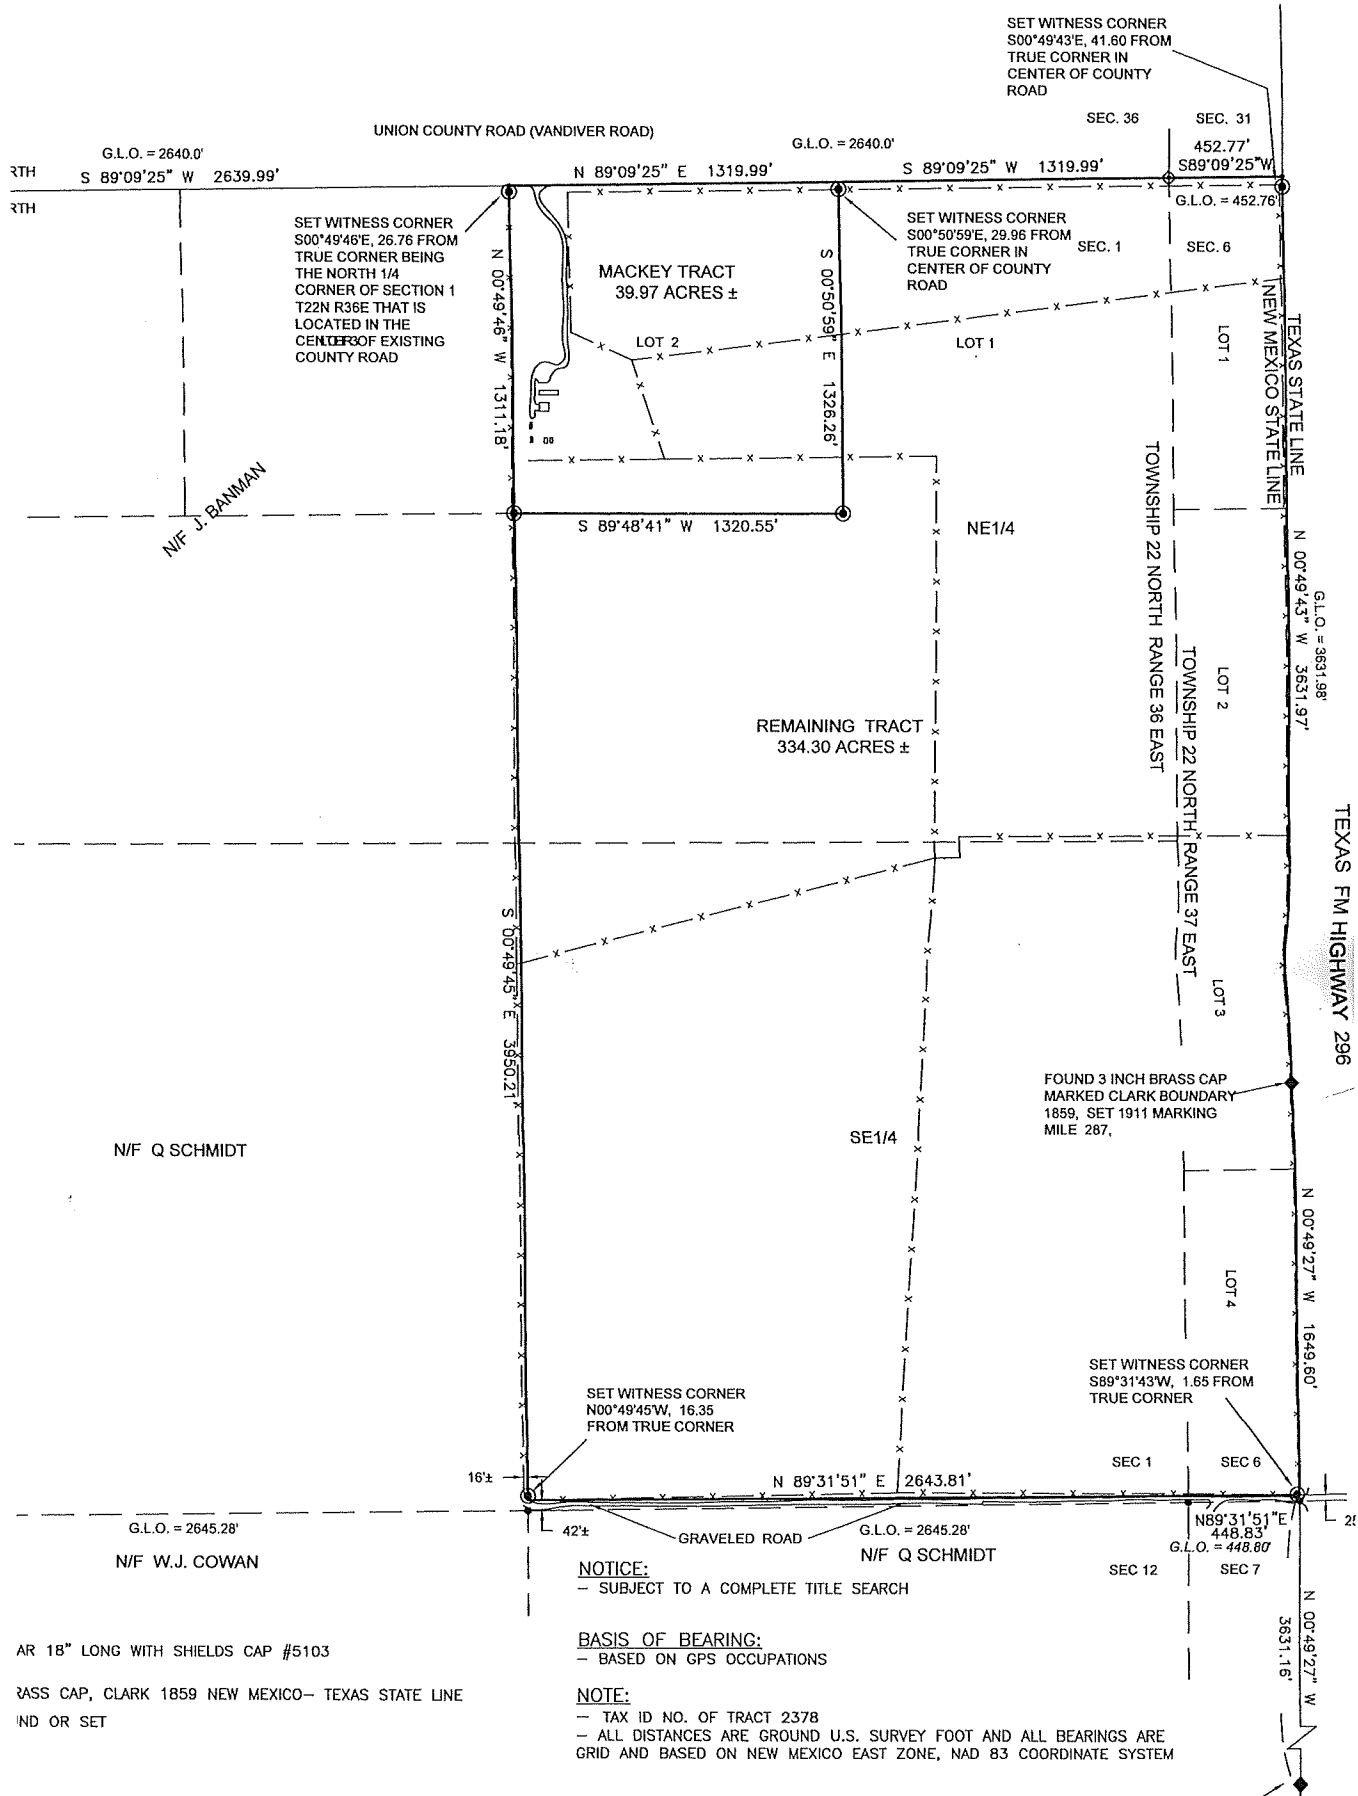 SET WITNESS CORNER
S00°49'43'E, 41.60 FROM
TRUE CORNER IN
CENTER OF COUNTY
ROAD
SEC. 36
SEC. 31
UNION COUNTY ROAD (VANDIVER ROAD)
G.L.O. = 2640.0'
G.L.O. = 2640.0'
452.77'
RTH
S 89°09'25" W 2639.99'
N 89°09'25" E 1319.99'
S 89°09'25" W 1319.99'
S89°09'25"W
RTH
G.L.O. = 452.76'
SET WITNESS CORNER
S00°49'46'E, 26.76 FROM
TRUE CORNER BEING
THE NORTH 1/4
CORNER OF SECTION 1
T22N R36E THAT IS
LOCATED IN THE
OF EXISTING
COUNTY ROAD
SET WITNESS CORNER
S00°50'59'E, 29.96 FROM
TRUE CORNER IN
CENTER OF COUNTY
ROAD
SEC. 1
SEC. 6
N 00°49'46" W 1311.18'
MACKEY TRACT
39.97 ACRES ±
S 00°50'59" E 1326.26'
LOT 2
LOT 1
LOT 1
NEW MEXICO STATE LINE
TEXAS STATE LINE
N/F J. BANMAN
S 89°48'41" W 1320.55'
NE1/4
TOWNSHIP 22 NORTH RANGE 36 EAST
TOWNSHIP 22 NORTH RANGE 37 EAST
LOT 2
N 00°49'43" W 3631.97'
G.L.O. = 3631.98'
REMAINING TRACT
334.30 ACRES ±
TEXAS FM HIGHWAY 296
S 00°49'45" E 3950.21'
LOT 3
FOUND 3 INCH BRASS CAP
MARKED CLARK BOUNDARY
1859, SET 1911 MARKING
MILE 287,
N/F Q SCHMIDT
SE1/4
N 00°49'27" W 1649.60'
LOT 4
SET WITNESS CORNER
N00°49'45'W, 16.35
FROM TRUE CORNER
SET WITNESS CORNER
S89°31'43'W, 1.65 FROM
TRUE CORNER
SEC 1
SEC 6
16'±
N 89°31'51" E 2643.81'
G.L.O. = 2645.28'
42'±
GRAVELED ROAD
G.L.O. = 2645.28'
N89°31'51"E
448.83'
G.L.O. = 448.80'
25
N/F W.J. COWAN
N/F Q SCHMIDT
SEC 12
SEC 7
NOTICE:
– SUBJECT TO A COMPLETE TITLE SEARCH
N 00°49'27" W
3631.16'
BASIS OF BEARING:
– BASED ON GPS OCCUPATIONS
AR 18" LONG WITH SHIELDS CAP #5103
RASS CAP, CLARK 1859 NEW MEXICO– TEXAS STATE LINE
ND OR SET
NOTE:
– TAX ID NO. OF TRACT 2378
– ALL DISTANCES ARE GROUND U.S. SURVEY FOOT AND ALL BEARINGS ARE
GRID AND BASED ON NEW MEXICO EAST ZONE, NAD 83 COORDINATE SYSTEM